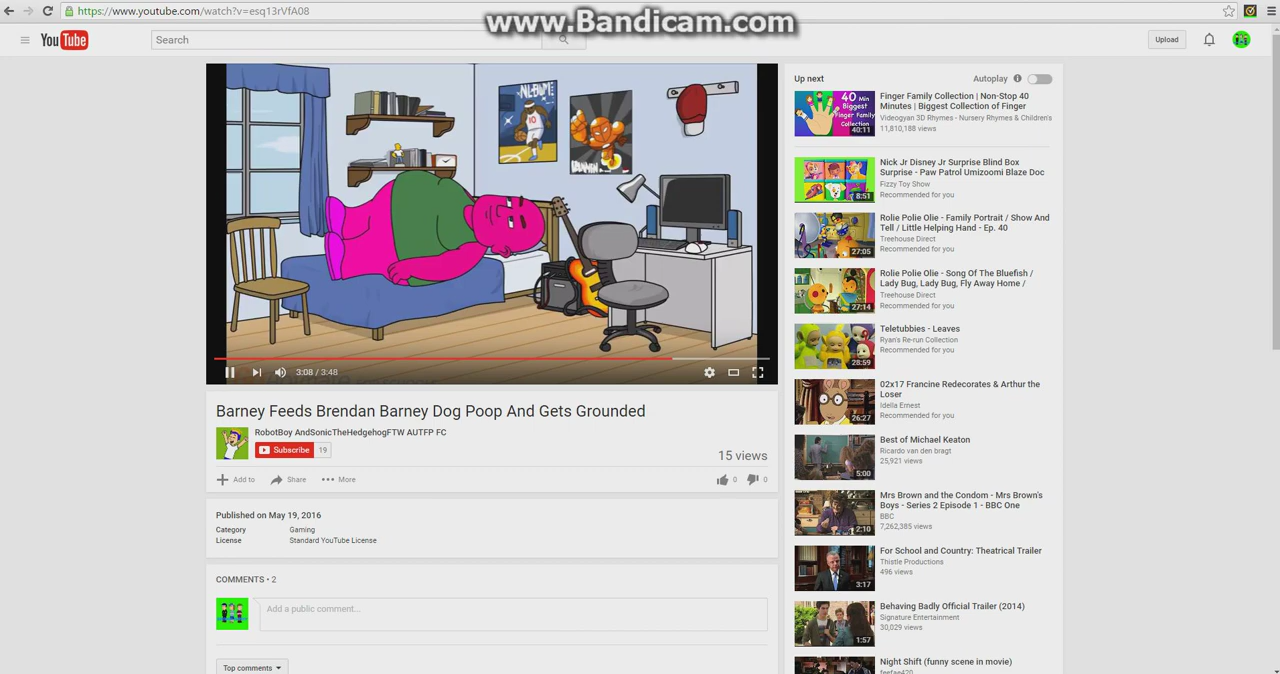 https://www.youtube.com/watch?v=esq13rVfA08
www.Bandicam.com
YouTube
Search
Upload
10
3:08 / 3:48
Barney Feeds Brendan Barney Dog Poop And Gets Grounded
RobotBoy AndSonicTheHedgehogFTW AUTFP FC
Subscribe 19
15 views
Add to Share More 0 0
Published on May 19, 2016
Category Gaming
License Standard YouTube License
COMMENTS • 2
Add a public comment...
Top comments
Up next Autoplay
40 Min
Biggest
Finger Family
Collection
40:11
Finger Family Collection | Non-Stop 40
Minutes | Biggest Collection of Finger
Videogyan 3D Rhymes - Nursery Rhymes & Children's
11,810,188 views
8:51
Nick Jr Disney Jr Surprise Blind Box
Surprise - Paw Patrol Umizoomi Blaze Doc
Fizzy Toy Show
Recommended for you
27:05
Rolie Polie Olie - Family Portrait / Show And
Tell / Little Helping Hand - Ep. 40
Treehouse Direct
Recommended for you
27:14
Rolie Polie Olie - Song Of The Bluefish /
Lady Bug, Lady Bug, Fly Away Home /
Treehouse Direct
Recommended for you
28:59
Teletubbies - Leaves
Ryan's Re-run Collection
Recommended for you
26:27
02x17 Francine Redecorates & Arthur the
Loser
Idella Ernest
Recommended for you
5:00
Best of Michael Keaton
Ricardo van den bragt
25,921 views
2:10
Mrs Brown and the Condom - Mrs Brown's
Boys - Series 2 Episode 1 - BBC One
BBC
7,262,385 views
3:17
For School and Country: Theatrical Trailer
Thistle Productions
496 views
1:57
Behaving Badly Official Trailer (2014)
Signature Entertainment
30,029 views
Night Shift (funny scene in movie)